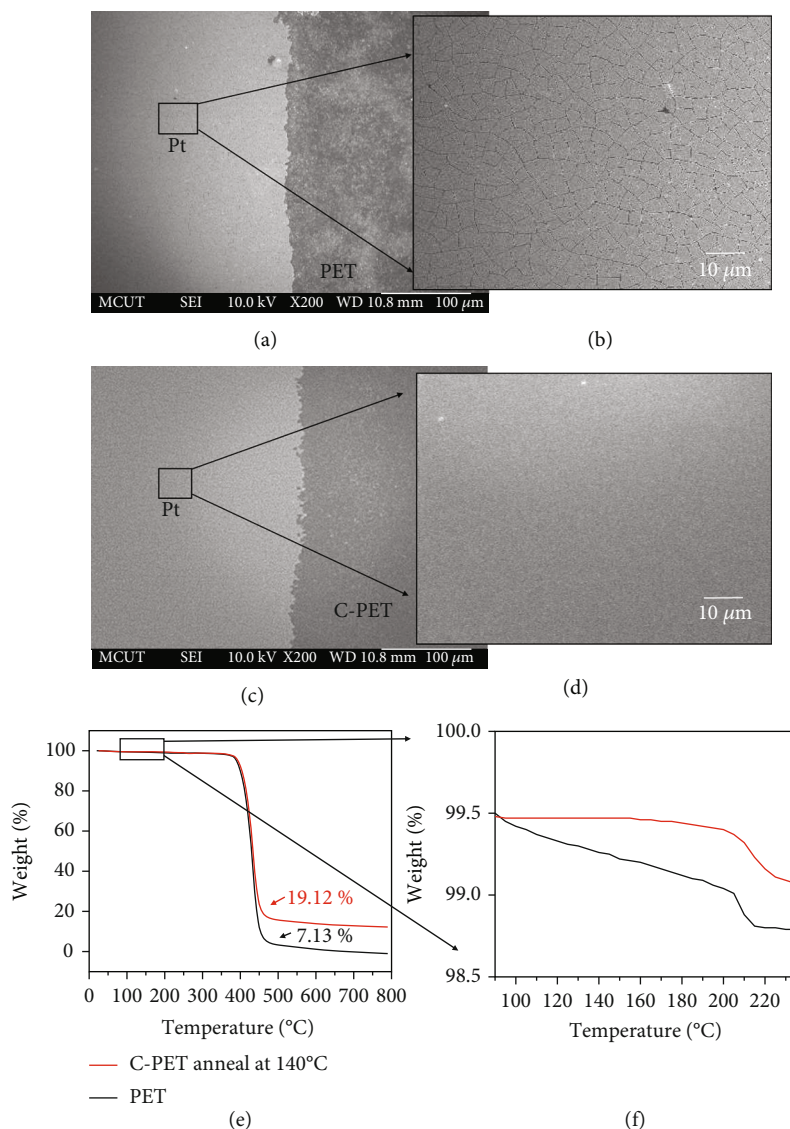 Pt
PET
10 μm
MCUT SEI 10.0 kV X200 WD 10.8 mm 100 μm
(a)
(b)
Pt
C-PET
10 μm
MCUT SEI 10.0 kV X200 WD 10.8 mm 100 μm
(c)
(d)
100
80
60
40
20
0
Weight (%)
19.12 %
7.13 %
0 100 200 300 400 500 600 700 800
Temperature (°C)
C-PET anneal at 140°C
PET
(e)
100.0
99.5
99.0
98.5
Weight (%)
100 120 140 160 180 200 220
Temperature (°C)
(f)